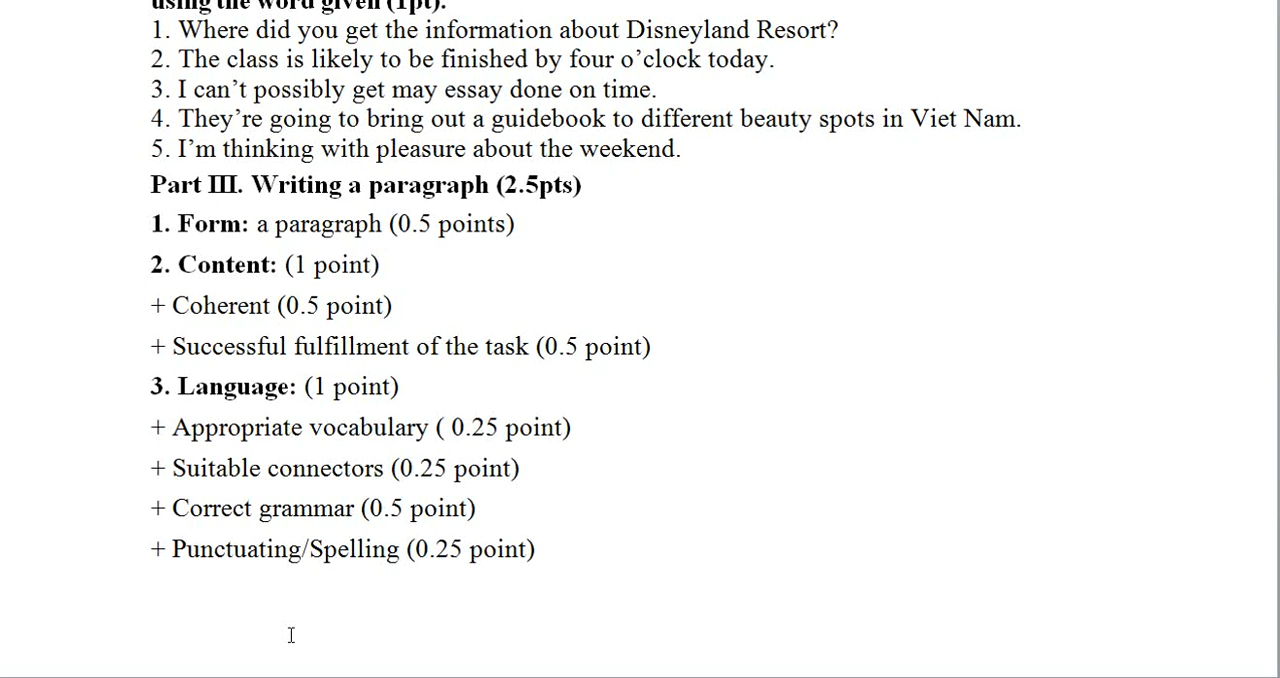 using the word given (1pt).
1. Where did you get the information about Disneyland Resort?
2. The class is likely to be finished by four o’clock today.
3. I can’t possibly get may essay done on time.
4. They’re going to bring out a guidebook to different beauty spots in Viet Nam.
5. I’m thinking with pleasure about the weekend.
Part III. Writing a paragraph (2.5pts)
1. Form: a paragraph (0.5 points)
2. Content: (1 point)
+ Coherent (0.5 point)
+ Successful fulfillment of the task (0.5 point)
3. Language: (1 point)
+ Appropriate vocabulary ( 0.25 point)
+ Suitable connectors (0.25 point)
+ Correct grammar (0.5 point)
+ Punctuating/Spelling (0.25 point)